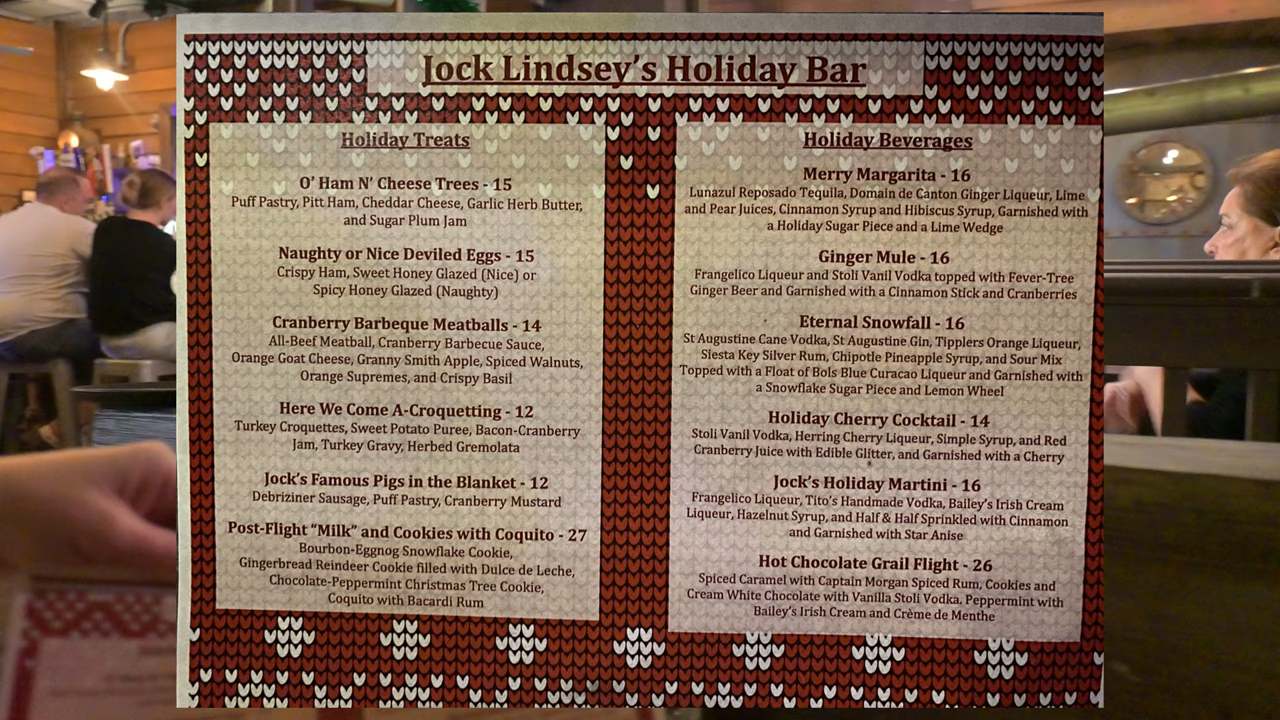 Jock Lindsey's Holiday Bar
Holiday Treats
O' Ham N' Cheese Trees - 15
Puff Pastry, Pitt Ham, Cheddar Cheese, Garlic Herb Butter,
and Sugar Plum Jam
Naughty or Nice Deviled Eggs - 15
Crispy Ham, Sweet Honey Glazed (Nice) or
Spicy Honey Glazed (Naughty)
Cranberry Barbeque Meatballs - 14
All-Beef Meatball, Cranberry Barbecue Sauce,
Orange Goat Cheese, Granny Smith Apple, Spiced Walnuts,
Orange Supremes, and Crispy Basil
Here We Come A-Croquetting - 12
Turkey Croquettes, Sweet Potato Puree, Bacon-Cranberry
Jam, Turkey Gravy, Herbed Gremolata
Jock's Famous Pigs in the Blanket - 12
Debriziner Sausage, Puff Pastry, Cranberry Mustard
Post-Flight "Milk" and Cookies with Coquito - 27
Bourbon-Eggnog Snowflake Cookie,
Gingerbread Reindeer Cookie filled with Dulce de Leche,
Chocolate-Peppermint Christmas Tree Cookie,
Coquito with Bacardi Rum
Holiday Beverages
Merry Margarita - 16
Lunazul Reposado Tequila, Domain de Canton Ginger Liqueur, Lime
and Pear Juices, Cinnamon Syrup and Hibiscus Syrup, Garnished with
a Holiday Sugar Piece and a Lime Wedge
Ginger Mule - 16
Frangelico Liqueur and Stoli Vanil Vodka topped with Fever-Tree
Ginger Beer and Garnished with a Cinnamon Stick and Cranberries
Eternal Snowfall - 16
St Augustine Cane Vodka, St Augustine Gin, Tipplers Orange Liqueur,
Siesta Key Silver Rum, Chipotle Pineapple Syrup, and Sour Mix
Topped with a Float of Bols Blue Curacao Liqueur and Garnished with
a Snowflake Sugar Piece and Lemon Wheel
Holiday Cherry Cocktail - 14
Stoli Vanil Vodka, Herring Cherry Liqueur, Simple Syrup, and Red
Cranberry Juice with Edible Glitter, and Garnished with a Cherry
Jock's Holiday Martini - 16
Frangelico Liqueur, Tito's Handmade Vodka, Bailey's Irish Cream
Liqueur, Hazelnut Syrup, and Half & Half Sprinkled with Cinnamon
and Garnished with Star Anise
Hot Chocolate Grail Flight - 26
Spiced Caramel with Captain Morgan Spiced Rum, Cookies and
Cream White Chocolate with Vanilla Stoli Vodka, Peppermint with
Bailey's Irish Cream and Crème de Menthe